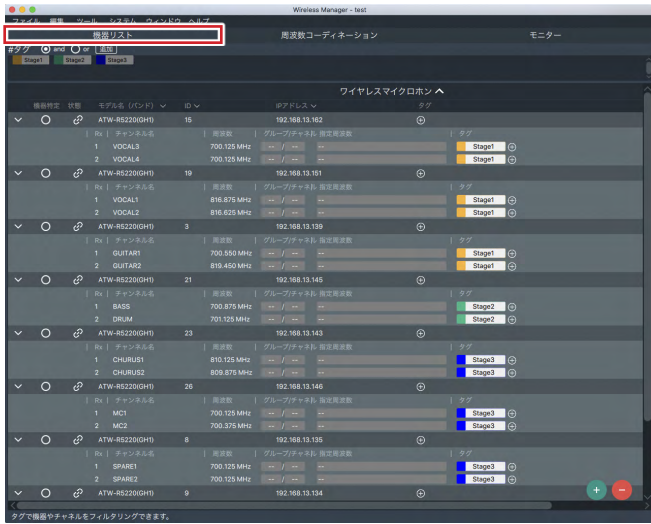 Wireless Manager - test
ファイル 編集 ツール システム ウィンドウ ヘルプ
機器リスト 周波数コーディネーション モニター
#タグ and or 追加
Stage1 Stage2 Stage3
ワイヤレスマイクロホン
機器特定 状態 モデル名 (バンド) ID IPアドレス タグ
ATW-R5220(GH1) 15 192.168.13.162
Rx | チャンネル名 | 周波数 | グループ/チャネル 指定周波数 | タグ
1 VOCAL3 700.125 MHz -- / -- -- Stage1
2 VOCAL4 700.125 MHz -- / -- -- Stage1
ATW-R5220(GH1) 19 192.168.13.151
Rx | チャンネル名 | 周波数 | グループ/チャネル 指定周波数 | タグ
1 VOCAL1 816.875 MHz -- / -- -- Stage1
2 VOCAL2 816.625 MHz -- / -- -- Stage1
ATW-R5220(GH1) 3 192.168.13.139
Rx | チャンネル名 | 周波数 | グループ/チャネル 指定周波数 | タグ
1 GUITAR1 700.550 MHz -- / -- -- Stage1
2 GUITAR2 819.450 MHz -- / -- -- Stage1
ATW-R5220(GH1) 21 192.168.13.145
Rx | チャンネル名 | 周波数 | グループ/チャネル 指定周波数 | タグ
1 BASS 700.875 MHz -- / -- -- Stage2
2 DRUM 701.125 MHz -- / -- -- Stage2
ATW-R5220(GH1) 23 192.168.13.143
Rx | チャンネル名 | 周波数 | グループ/チャネル 指定周波数 | タグ
1 CHURUS1 810.125 MHz -- / -- -- Stage3
2 CHURUS2 809.875 MHz -- / -- -- Stage3
ATW-R5220(GH1) 26 192.168.13.146
Rx | チャンネル名 | 周波数 | グループ/チャネル 指定周波数 | タグ
1 MC1 700.125 MHz -- / -- -- Stage3
2 MC2 700.375 MHz -- / -- -- Stage3
ATW-R5220(GH1) 8 192.168.13.135
Rx | チャンネル名 | 周波数 | グループ/チャネル 指定周波数 | タグ
1 SPARE1 700.125 MHz -- / -- -- Stage3
2 SPARE2 700.125 MHz -- / -- -- Stage3
ATW-R5220(GH1) 9 192.168.13.134
タグで機器やチャネルをフィルタリングできます。